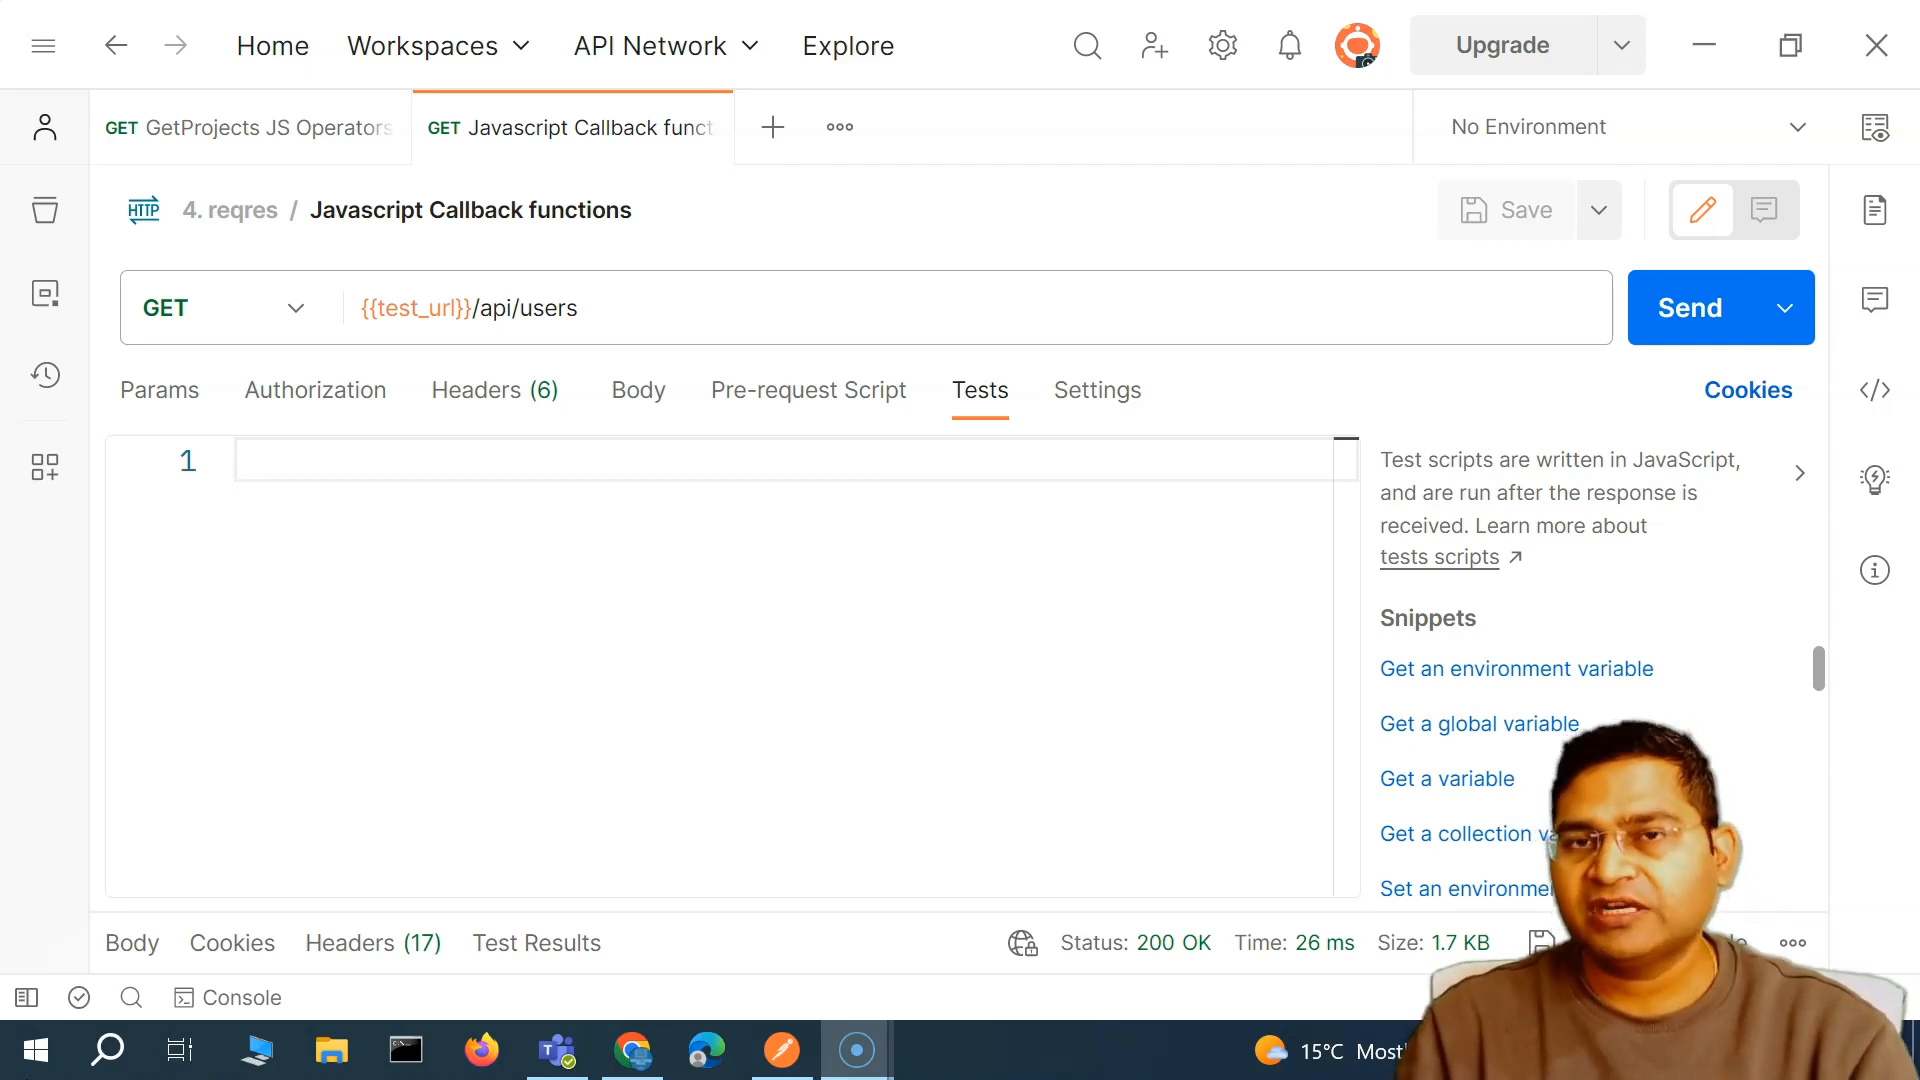 Home Workspaces API Network Explore Upgrade
GET GetProjects JS Operators GET Javascript Callback funct No Environment
HTTP 4. reqres / Javascript Callback functions Save
GET {{test_url}}/api/users Send
Params Authorization Headers (6) Body Pre-request Script Tests Settings Cookies
1
Test scripts are written in JavaScript,
and are run after the response is
received. Learn more about
tests scripts
Snippets
Get an environment variable
Get a global variable
Get a variable
Get a collection va
Set an environme
Body Cookies Headers (17) Test Results Status: 200 OK Time: 26 ms Size: 1.7 KB
Console
15°C Most